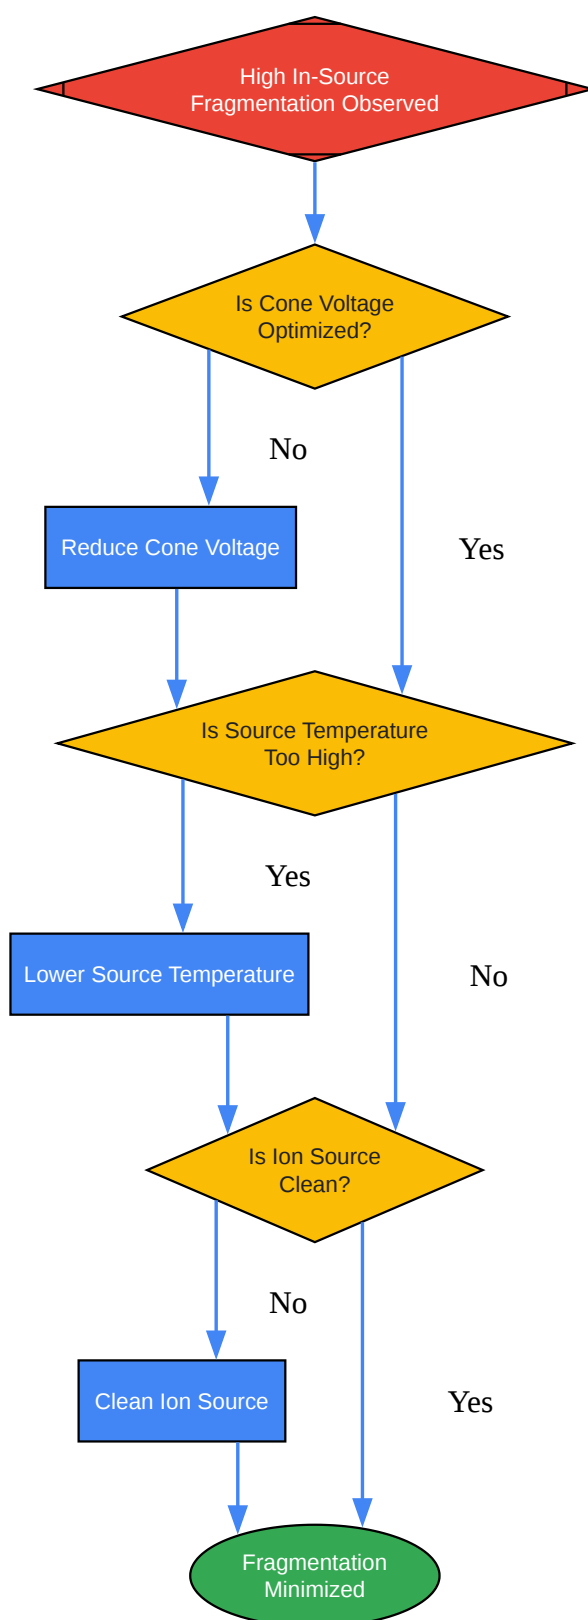 High In-Source
Fragmentation Observed
Is Cone Voltage
Optimized?
No
Reduce Cone Voltage
Yes
Is Source Temperature
Too High?
Yes
Lower Source Temperature
No
Is Ion Source
Clean?
No
Clean Ion Source
Yes
Fragmentation
Minimized